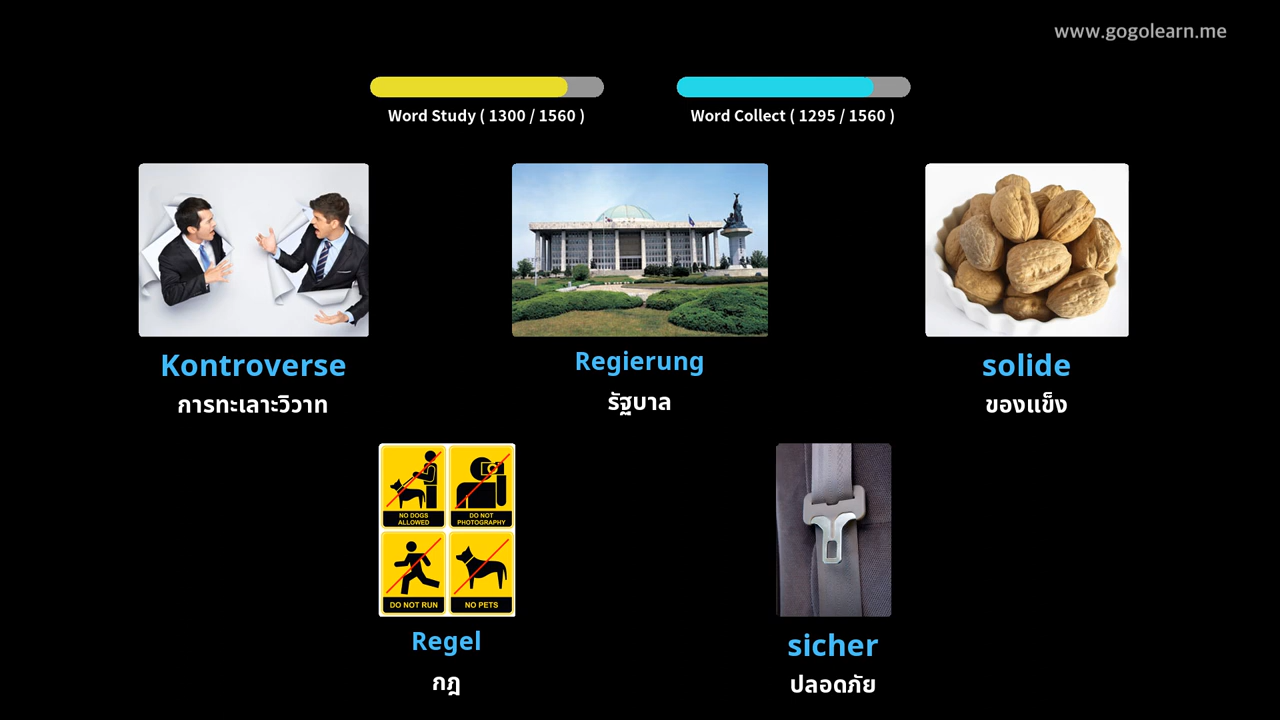 www.gogolearn.me
Word Study ( 1300 / 1560 )
Word Collect ( 1295 / 1560 )
Kontroverse
การทะเลาะวิวาท
Regierung
รัฐบาล
solide
ของแข็ง
NO DOGS
ALLOWED
DO NOT
PHOTOGRAPHY
DO NOT RUN
NO PETS
Regel
กฎ
sicher
ปลอดภัย